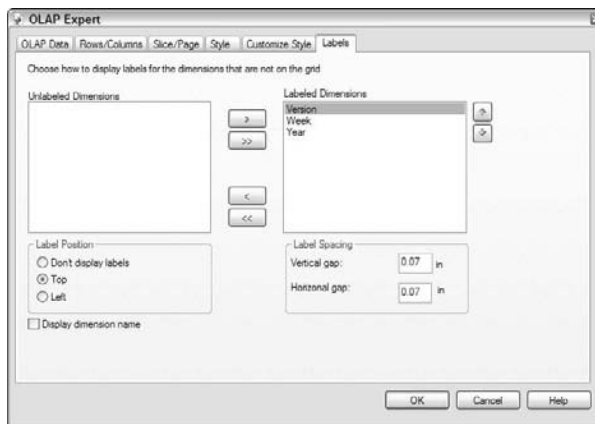 OLAP Expert
OLAP Data Rows/Columns Slice/Page Style Customize Style Labels
Choose how to display labels for the dimensions that are not on the grid
Unlabeled Dimensions
Labeled Dimensions
Version
Week
Year
>
>>
<
<<
Label Position
Don't display labels
Top
Left
Display dimension name
Label Spacing
Vertical gap: 0.07 in
Horizonal gap: 0.07 in
OK Cancel Help